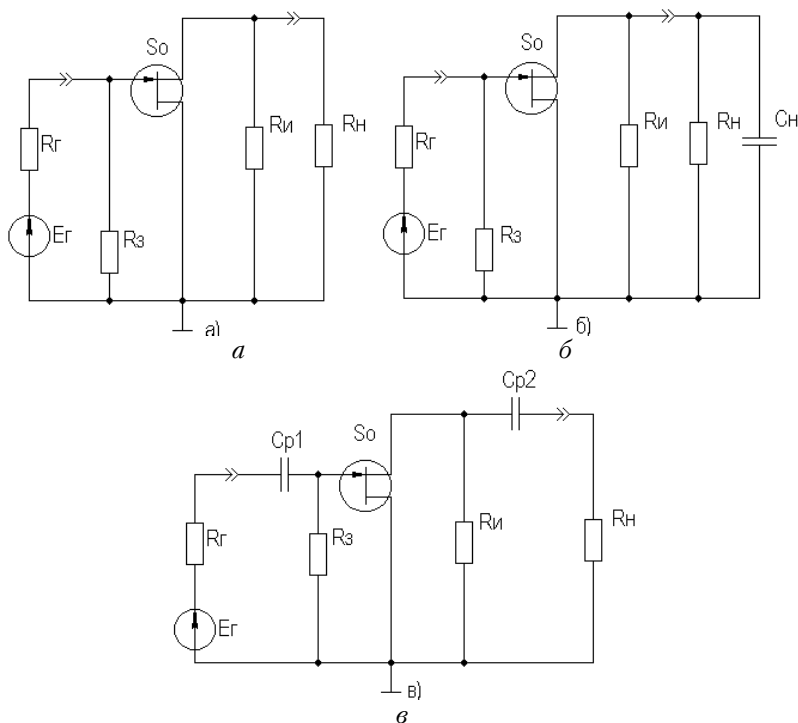 So
Rг
Eг
Rз
Rи
Rн
а)
а
So
Rг
Eг
Rз
Rи
Rн
Cн
б)
б
Cр1
So
Cр2
Rг
Eг
Rз
Rи
Rн
в)
в